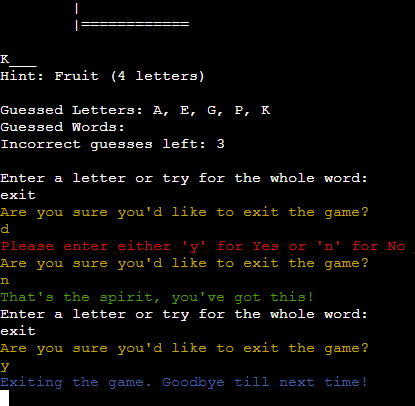 |
|============
K___
Hint: Fruit (4 letters)
Guessed Letters: A, E, G, P, K
Guessed Words:
Incorrect guesses left: 3
Enter a letter or try for the whole word:
exit
Are you sure you'd like to exit the game?
d
Please enter either 'y' for Yes or 'n' for No
Are you sure you'd like to exit the game?
n
That's the spirit, you've got this!
Enter a letter or try for the whole word:
exit
Are you sure you'd like to exit the game?
y
Exiting the game. Goodbye till next time!